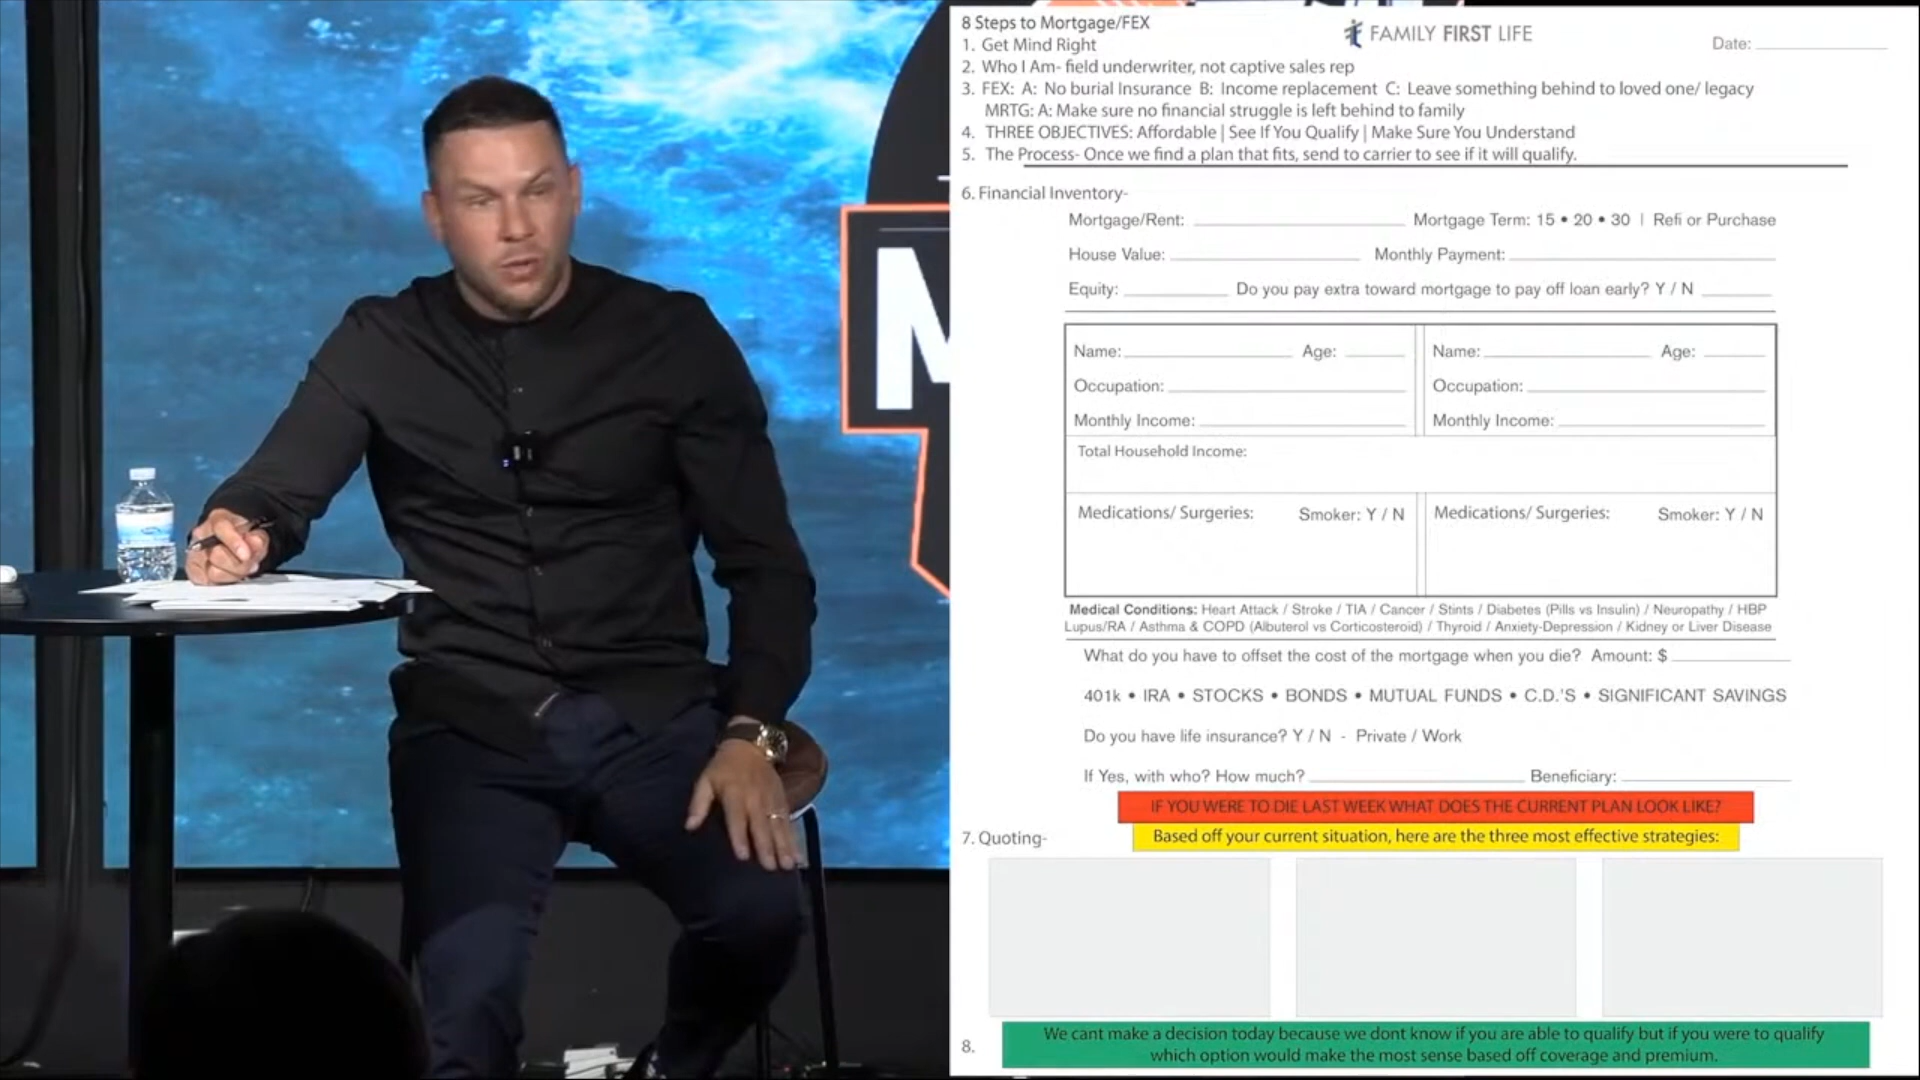 8 Steps to Mortgage/FEX
FAMILY FIRST LIFE
Date:
1. Get Mind Right
2. Who I Am- field underwriter, not captive sales rep
3. FEX: A: No burial Insurance B: Income replacement C: Leave something behind to loved one/ legacy
MRTG: A: Make sure no financial struggle is left behind to family
4. THREE OBJECTIVES: Affordable | See If You Qualify | Make Sure You Understand
5. The Process- Once we find a plan that fits, send to carrier to see if it will qualify.
6. Financial Inventory-
Mortgage/Rent: Mortgage Term: 15 • 20 • 30 | Refi or Purchase
House Value: Monthly Payment:
Equity: Do you pay extra toward mortgage to pay off loan early? Y / N
Name: Age: Name: Age:
Occupation: Occupation:
Monthly Income: Monthly Income:
Total Household Income:
Medications/ Surgeries: Smoker: Y / N Medications/ Surgeries: Smoker: Y / N
Medical Conditions: Heart Attack / Stroke / TIA / Cancer / Stints / Diabetes (Pills vs Insulin) / Neuropathy / HBP
Lupus/RA / Asthma & COPD (Albuterol vs Corticosteroid) / Thyroid / Anxiety-Depression / Kidney or Liver Disease
What do you have to offset the cost of the mortgage when you die? Amount: $
401k • IRA • STOCKS • BONDS • MUTUAL FUNDS • C.D.'S • SIGNIFICANT SAVINGS
Do you have life insurance? Y / N - Private / Work
If Yes, with who? How much? Beneficiary:
IF YOU WERE TO DIE LAST WEEK WHAT DOES THE CURRENT PLAN LOOK LIKE?
7. Quoting-
Based off your current situation, here are the three most effective strategies:
8.
We cant make a decision today because we dont know if you are able to qualify but if you were to qualify
which option would make the most sense based off coverage and premium.